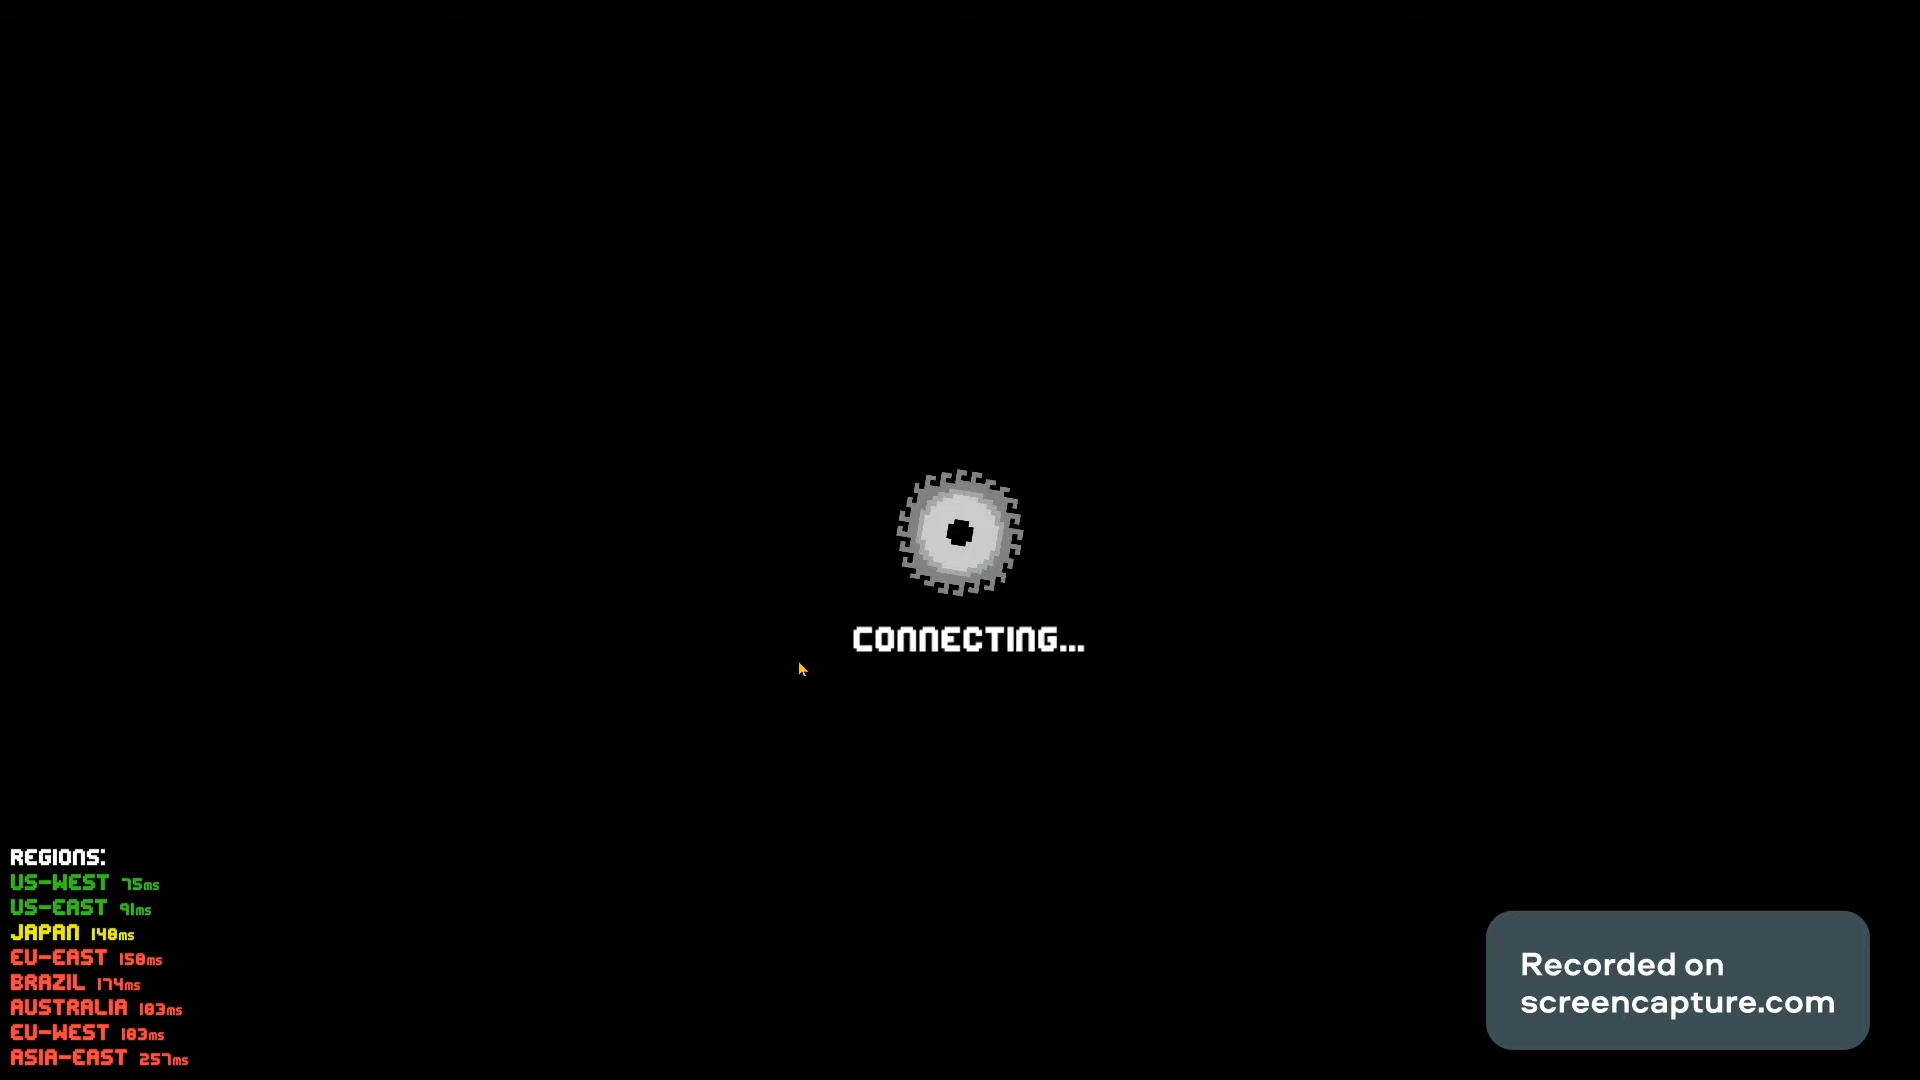 CONNECTING...
REGIONS:
US-WEST 75ms
US-EAST 91ms
JAPAN 148ms
EU-EAST 158ms
BRAZIL 174ms
AUSTRALIA 183ms
EU-WEST 183ms
ASIA-EAST 257ms
Recorded on
screencapture.com